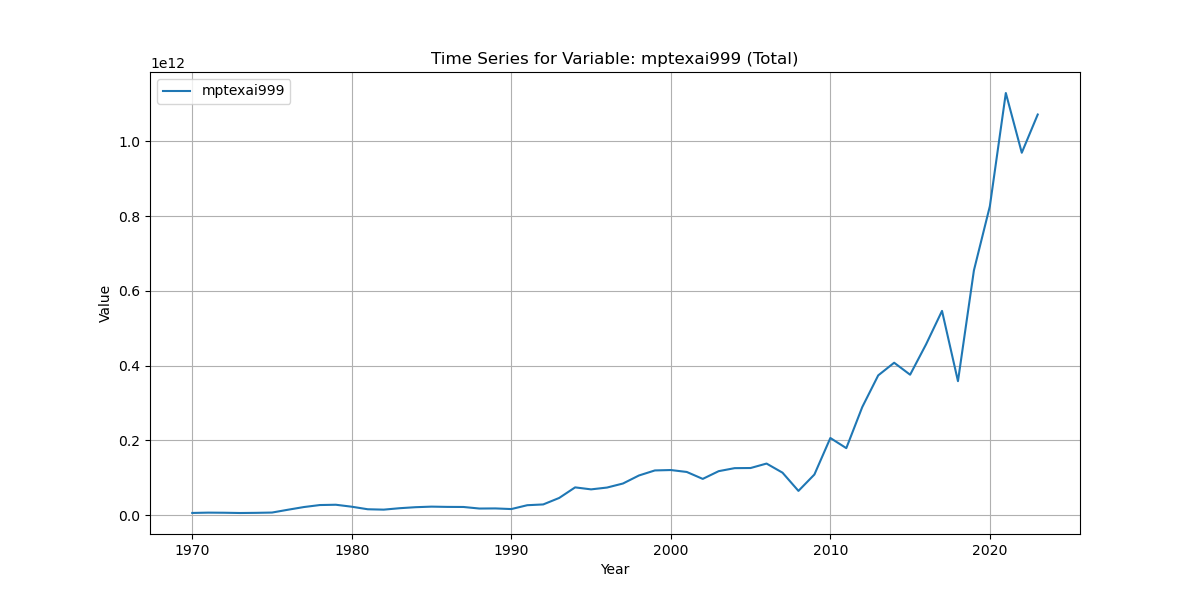 Time Series for Variable: mptexai999 (Total)
1e12
mptexai999
1.0
0.8
0.6
0.4
0.2
0.0
Value
1970 1980 1990 2000 2010 2020
Year